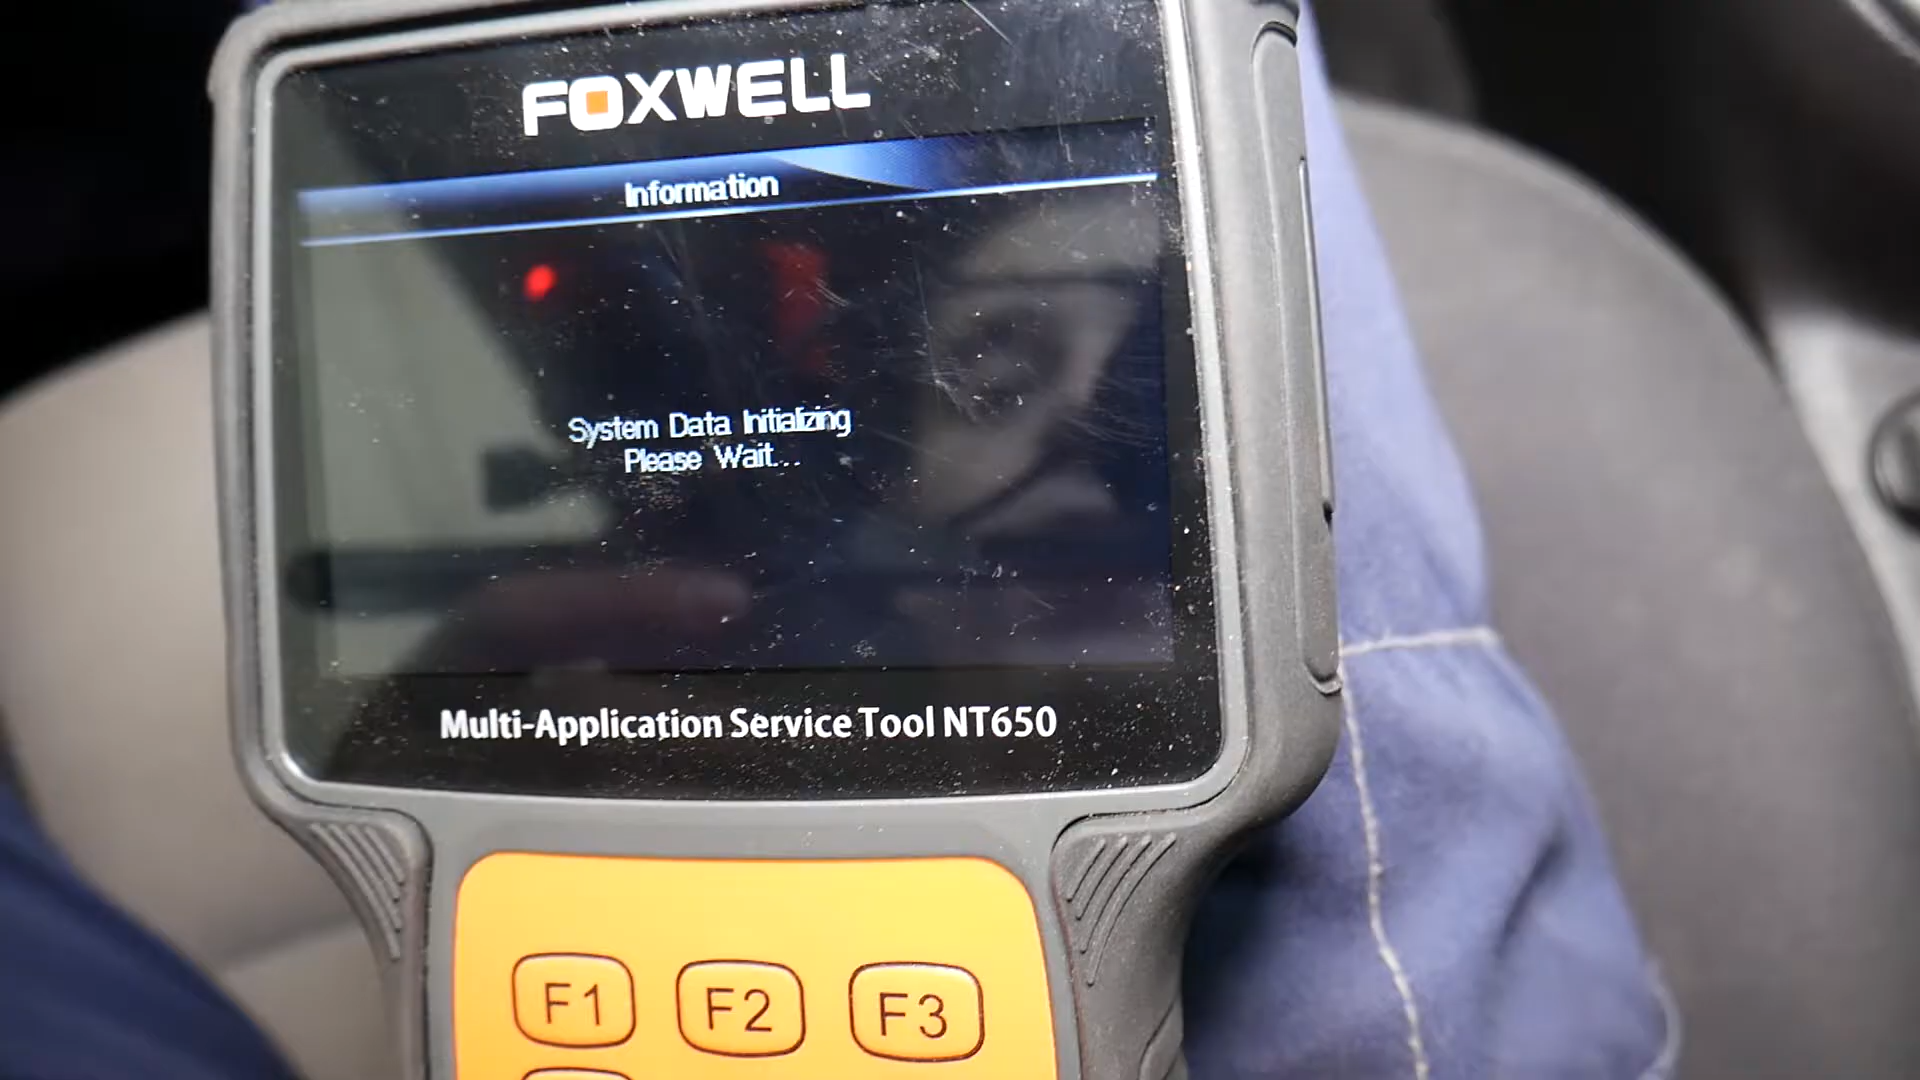 FOXWELL
Information
System Data Initializing
Please Wait...
Multi-Application Service Tool NT650
F1 F2 F3